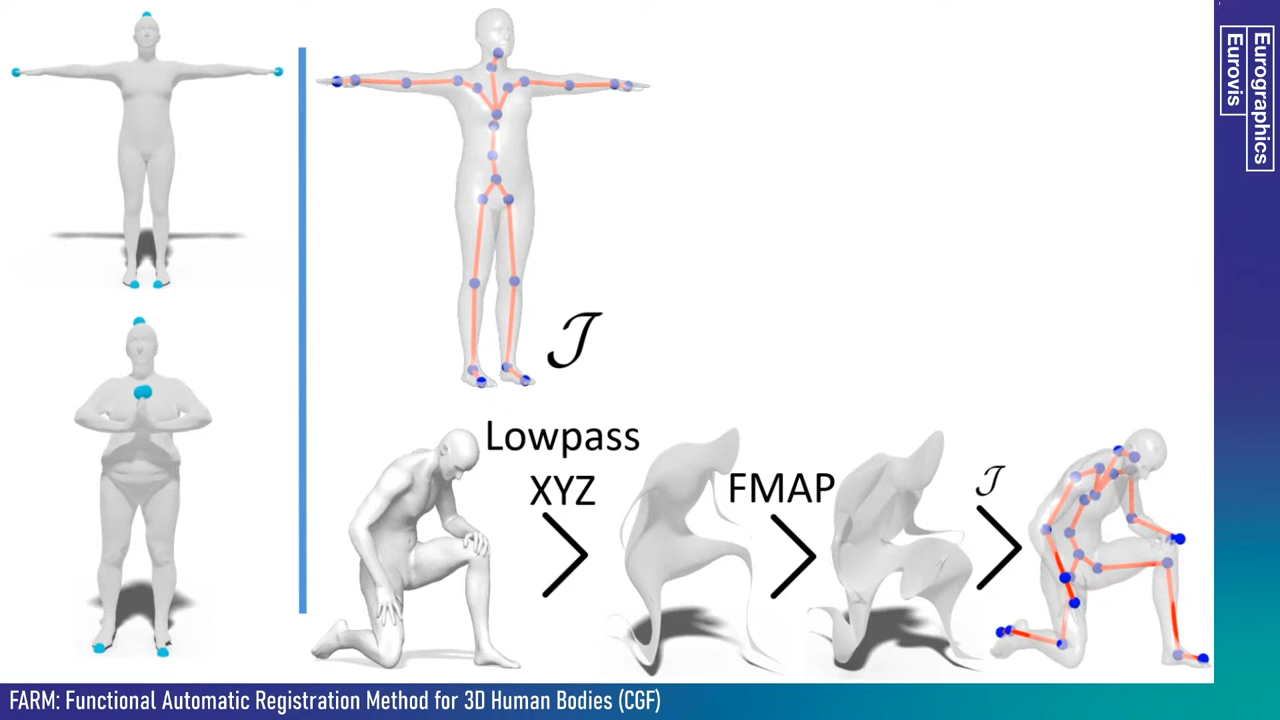 𝒥
Lowpass
XYZ
FMAP
𝒥
Eurographics
Eurovis
FARM: Functional Automatic Registration Method for 3D Human Bodies (CGF)